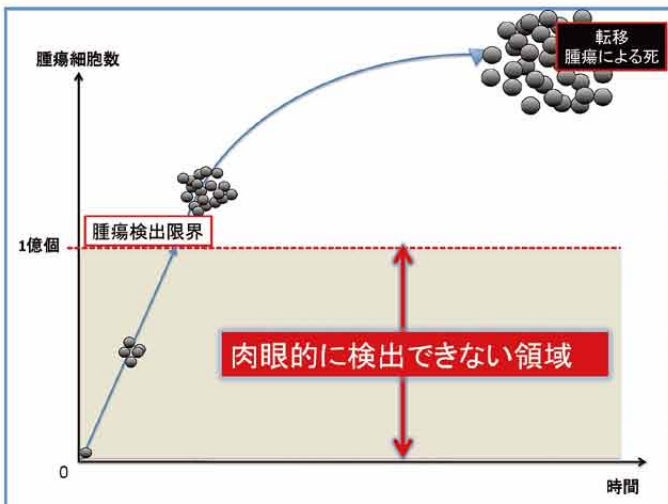 転移
腫瘍による死
腫瘍細胞数
腫瘍検出限界
1億個
肉眼的に検出できない領域
0
時間